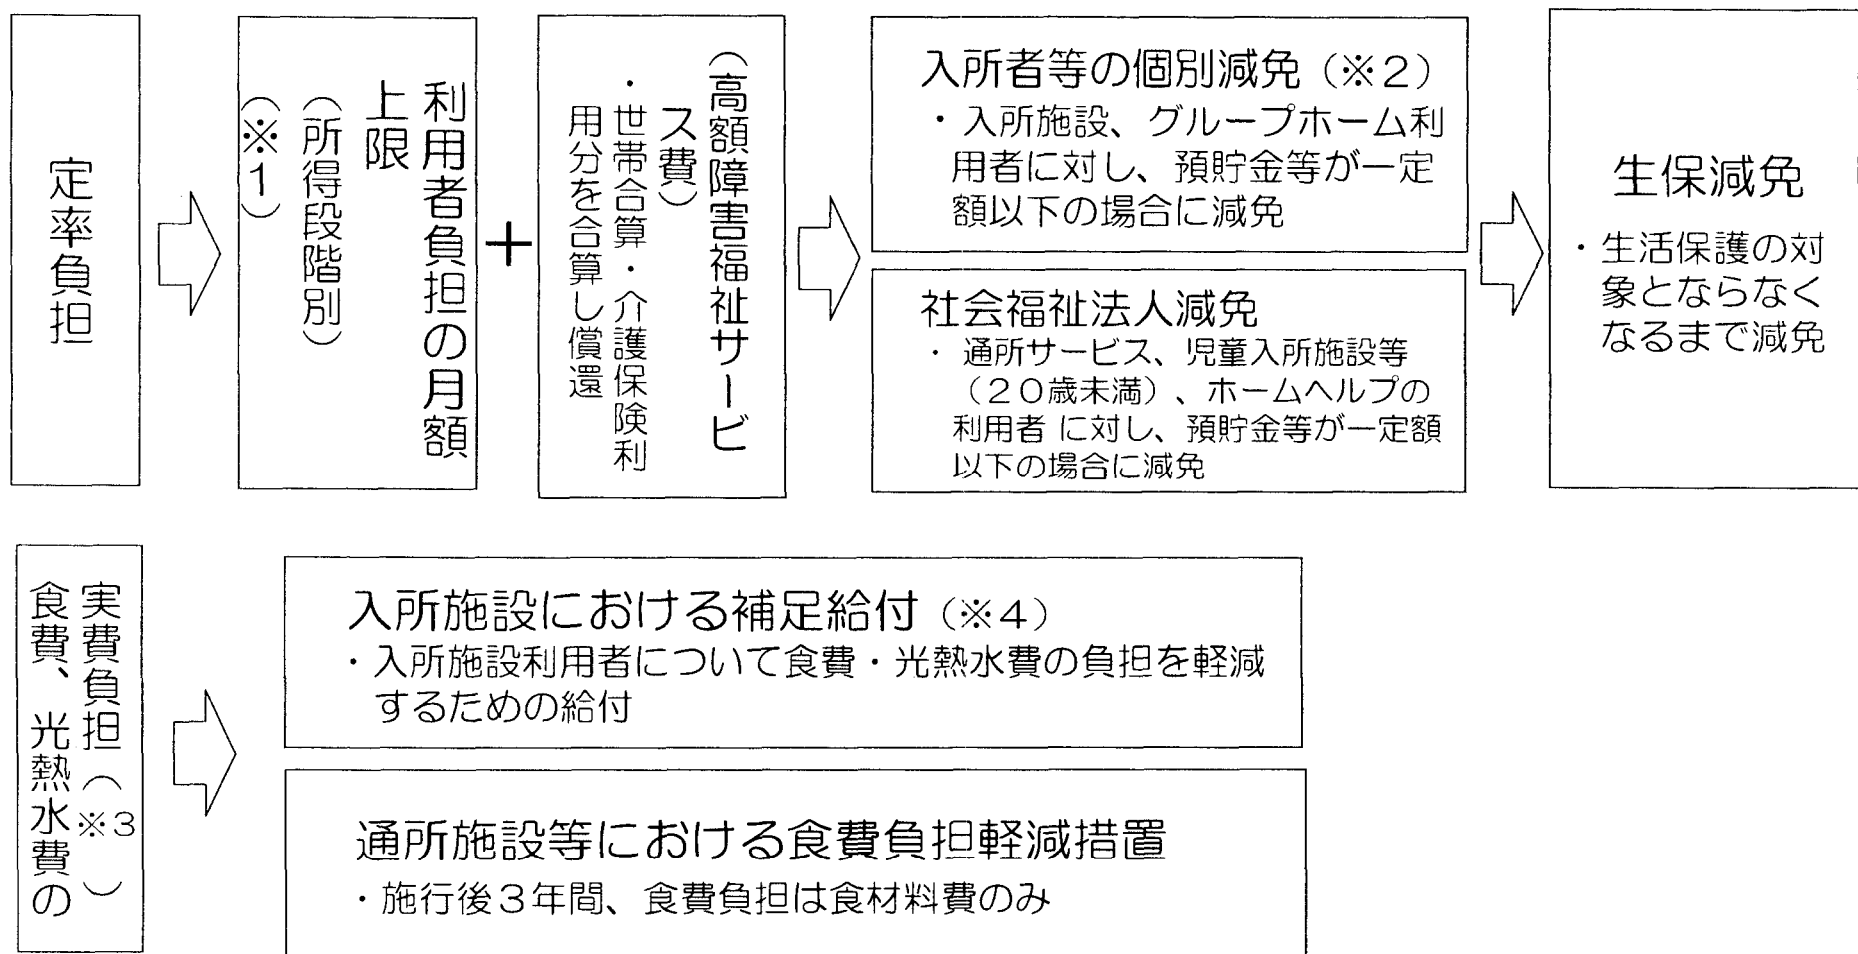 定率負担
利用者負担の月額
上限
（所得段階別）
（※1）
＋
（高額障害福祉サービ
ス費）
・世帯合算・介護保険利
用分を合算し償還
入所者等の個別減免（※２）
・入所施設、グループホーム利
用者に対し、預貯金等が一定
額以下の場合に減免
社会福祉法人減免
・ 通所サービス、児童入所施設等
（２０歳未満）、ホームヘルプの
利用者 に対し、預貯金等が一定額
以下の場合に減免
生保減免
・生活保護の対
象とならなく
なるまで減免
実費負担（※3）
食費、光熱水費の
入所施設における補足給付（※４）
・入所施設利用者について食費・光熱水費の負担を軽減
するための給付
通所施設等における食費負担軽減措置
・施行後３年間、食費負担は食材料費のみ